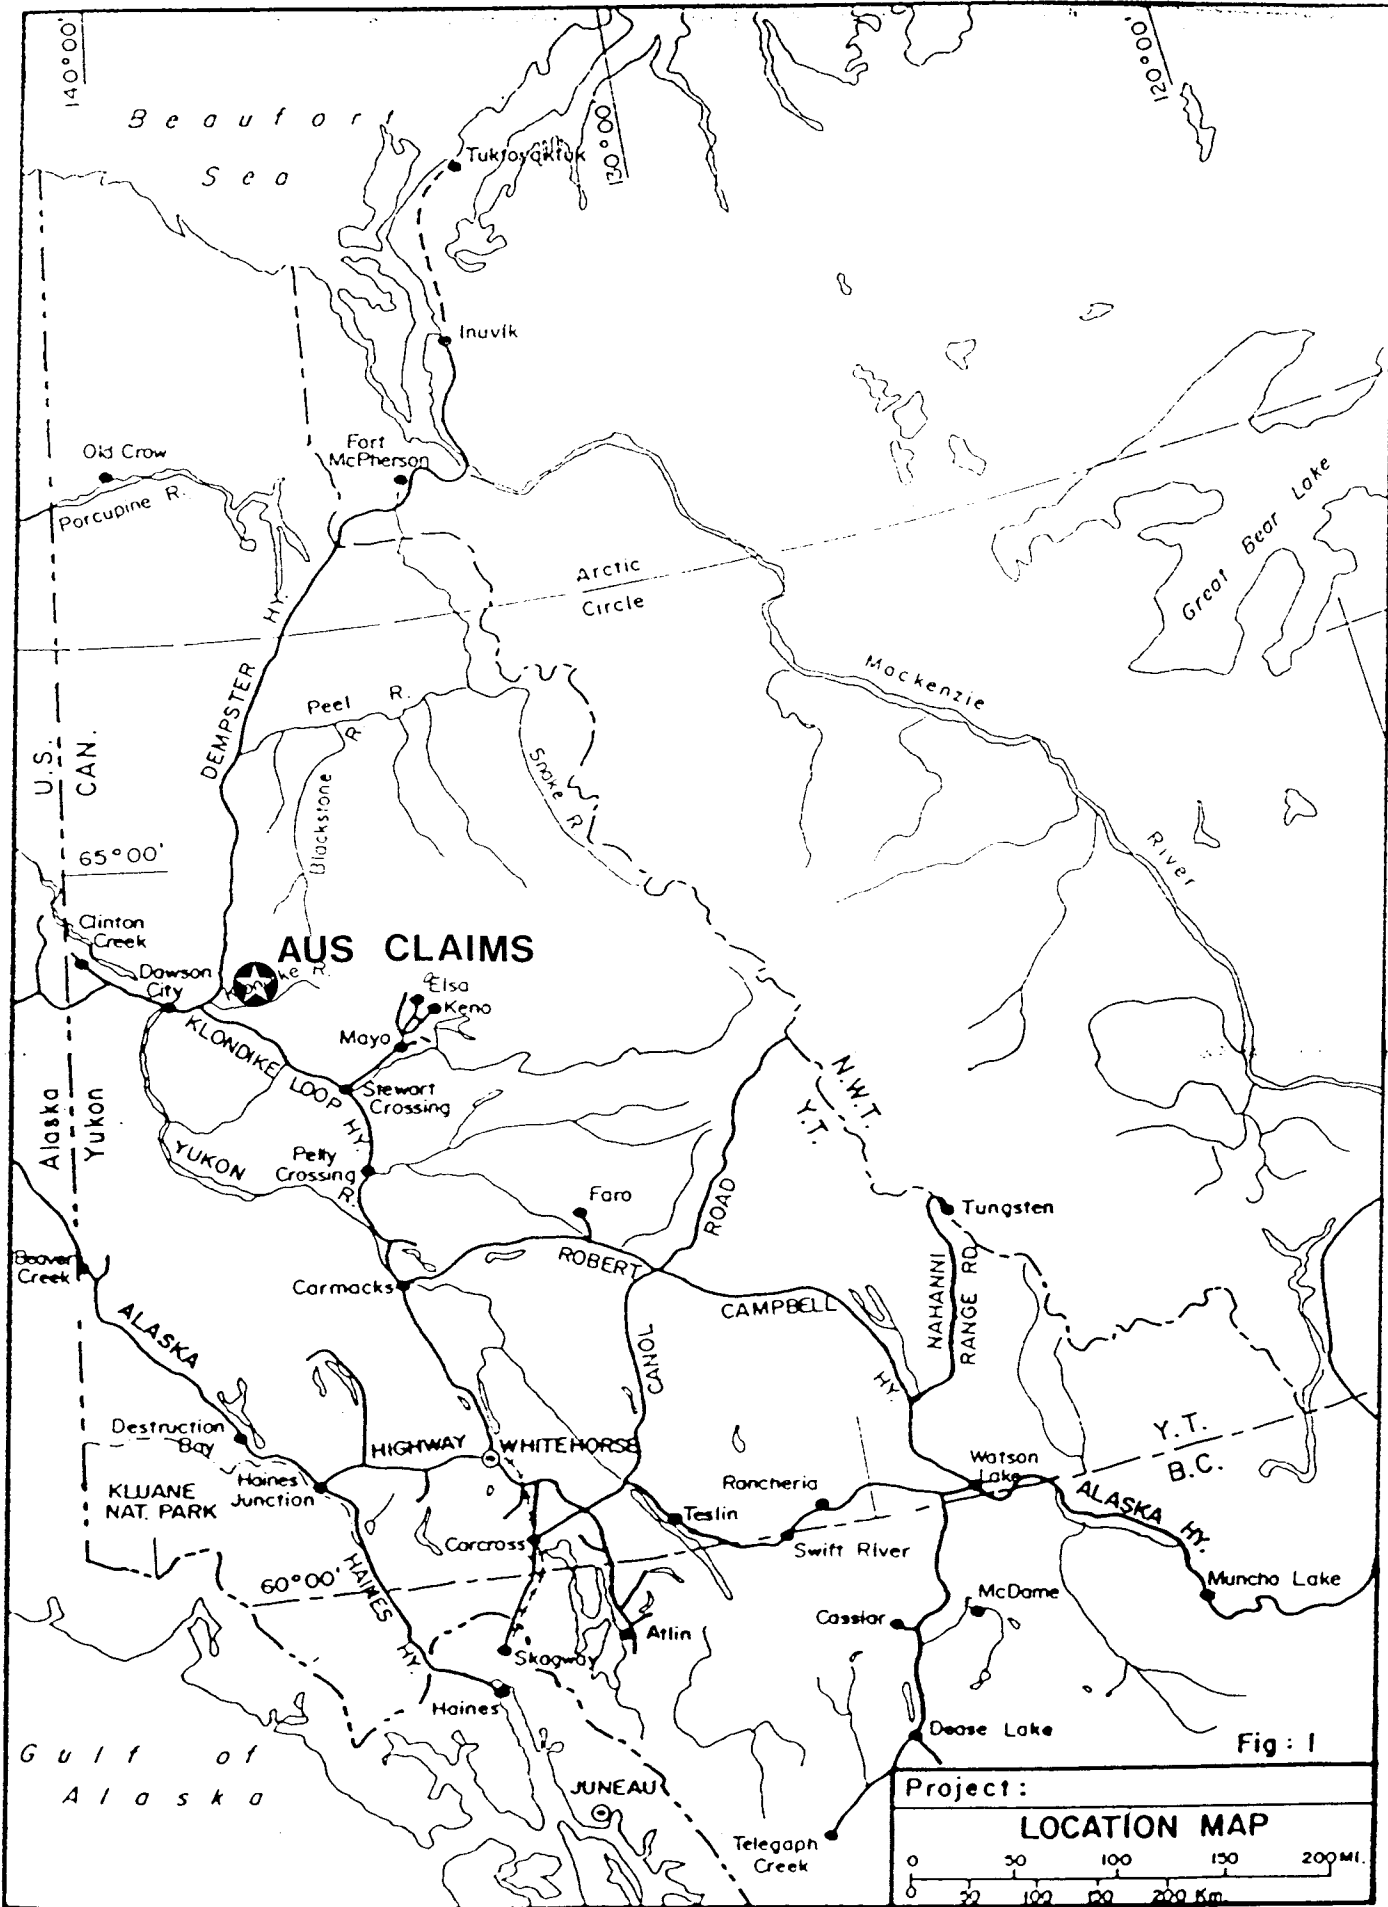 140°00'
130°00'
120°00'
Beaufort
Sea
Tuktoyaktuk
Inuvik
Old Crow
Porcupine R.
Fort
McPherson
Great Bear Lake
Arctic
Circle
DEMPSTER HY.
Mackenzie
River
Peel R.
Blackstone R
Snake R.
U.S.
CAN.
65°00'
Clinton
Creek
AUS CLAIMS
Dawson
City
Elsa
Keno
Mayo
KLONDIKE LOOP HY.
Stewart
Crossing
Alaska
Yukon
YUKON R.
Pelly
Crossing
N.W.T.
Y.T.
Faro
ROAD
Tungsten
Beaver
Creek
Carmacks
ROBERT
CAMPBELL
HY
NAHANNI
RANGE RD
ALASKA
CANOL
Destruction
Bay
HIGHWAY
WHITEHORSE
Haines
Junction
KLUANE
NAT. PARK
Rancheria
Watson
Lake
Y.T.
B.C.
Teslin
ALASKA HY.
Carcross
Swift River
60°00'
HAINES HY.
McDame
Muncho Lake
Cassiar
Atlin
Skagway
Haines
Dease Lake
Gulf of
Alaska
JUNEAU
Telegaph
Creek
Fig : 1
Project :
LOCATION MAP
0 50 100 150 200 MI.
0 50 100 150 200 Km.